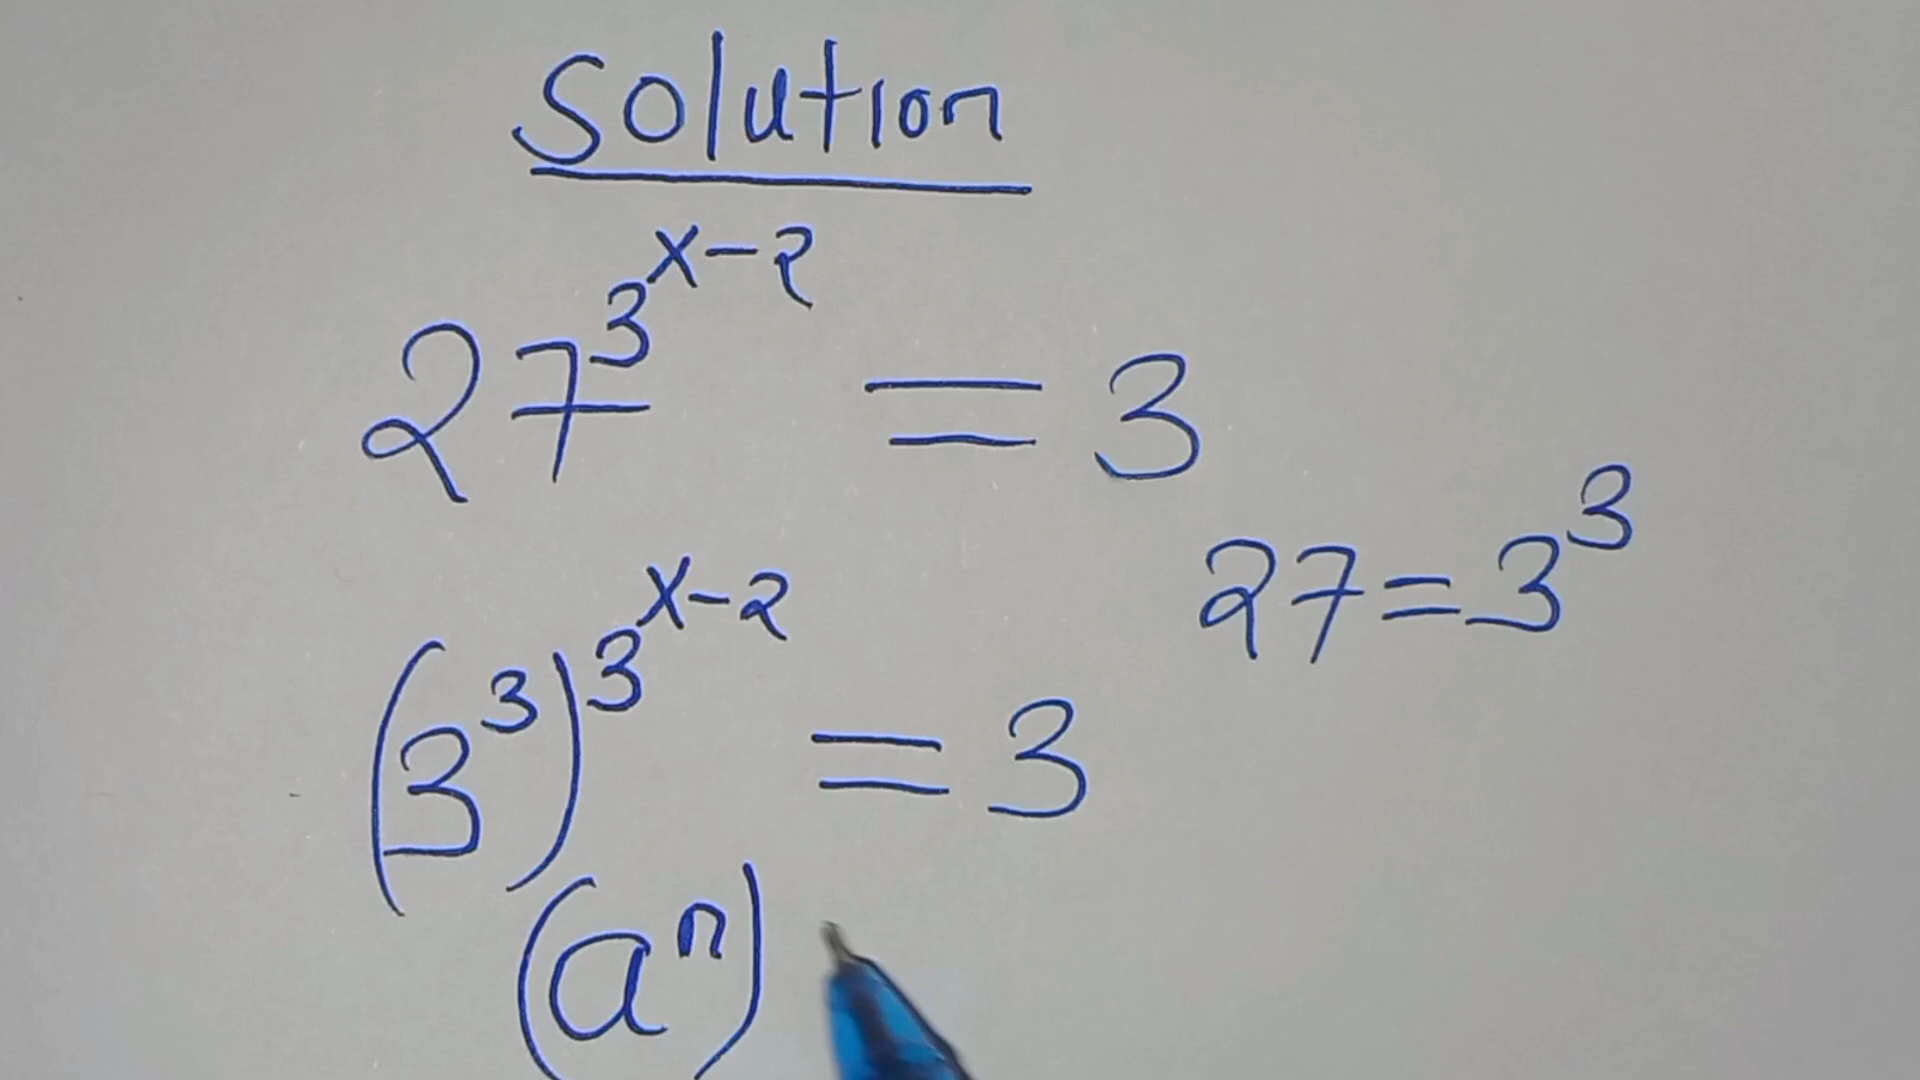 Solution
27^3^x-2 = 3
27=3^3
(3^3)^3^x-2 = 3
(a^n)